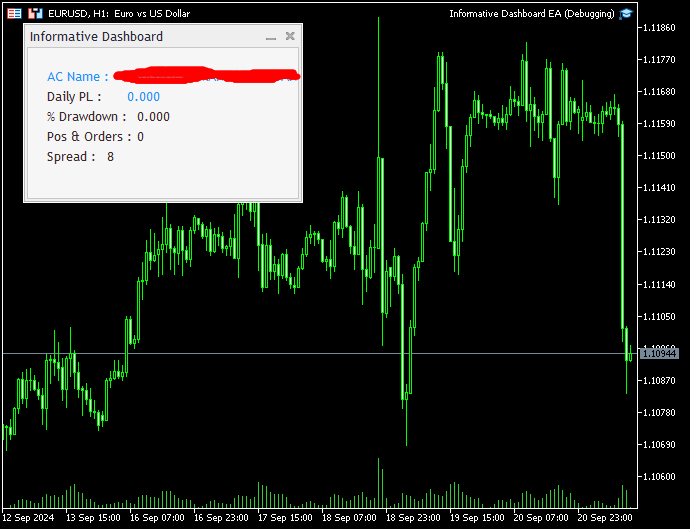 EURUSD, H1: Euro vs US Dollar
Informative Dashboard EA (Debugging)
Informative Dashboard
AC Name :
Daily PL : 0.000
% Drawdown : 0.000
Pos & Orders : 0
Spread : 8
1.11860
1.11770
1.11680
1.11590
1.11500
1.11410
1.11320
1.11230
1.11140
1.11050
1.10944
1.10870
1.10780
1.10690
1.10600
12 Sep 2024
13 Sep 15:00
16 Sep 07:00
16 Sep 23:00
17 Sep 15:00
18 Sep 07:00
18 Sep 23:00
19 Sep 15:00
20 Sep 07:00
20 Sep 23:00